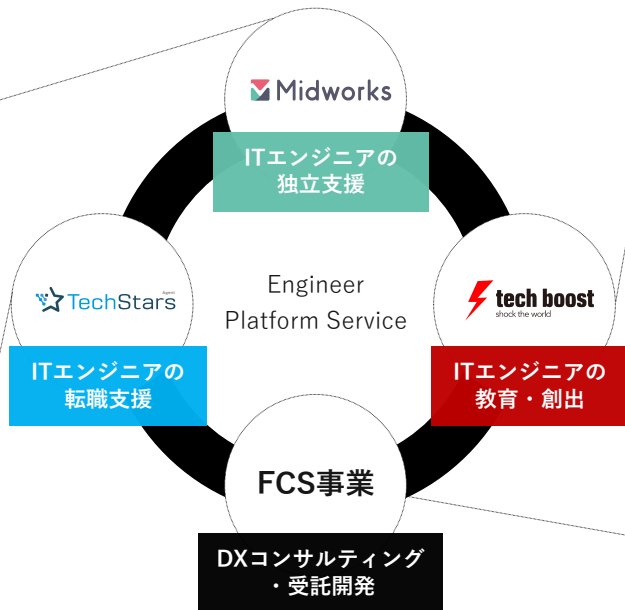 Midworks
ITエンジニアの
独立支援
Engineer
Platform Service
Agent
TechStars
ITエンジニアの
転職支援
tech boost
shock the world
ITエンジニアの
教育・創出
FCS事業
DXコンサルティング
・受託開発